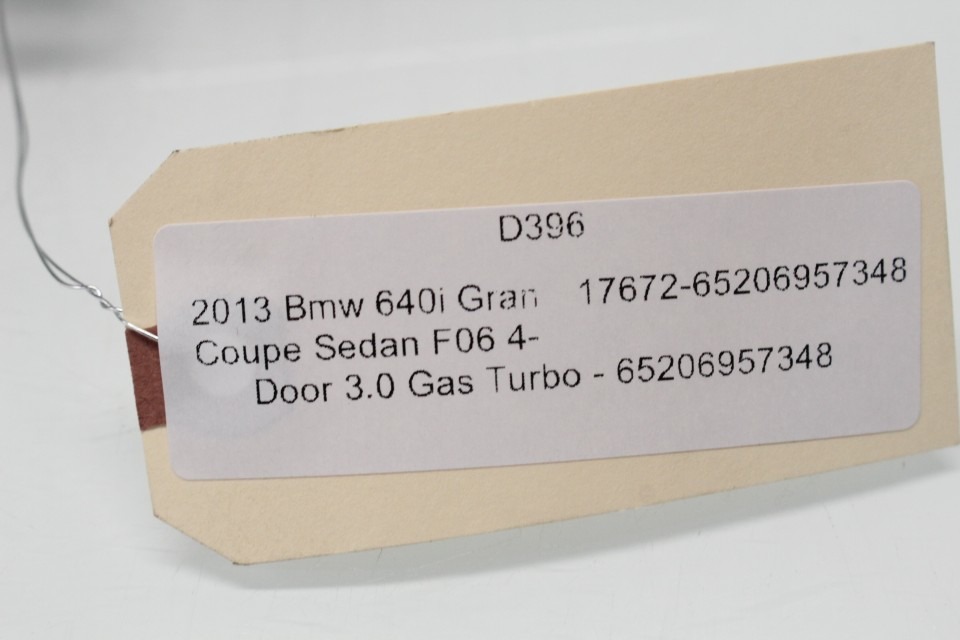 D396
2013 Bmw 640i Gran 17672-65206957348
Coupe Sedan F06 4-
Door 3.0 Gas Turbo - 65206957348